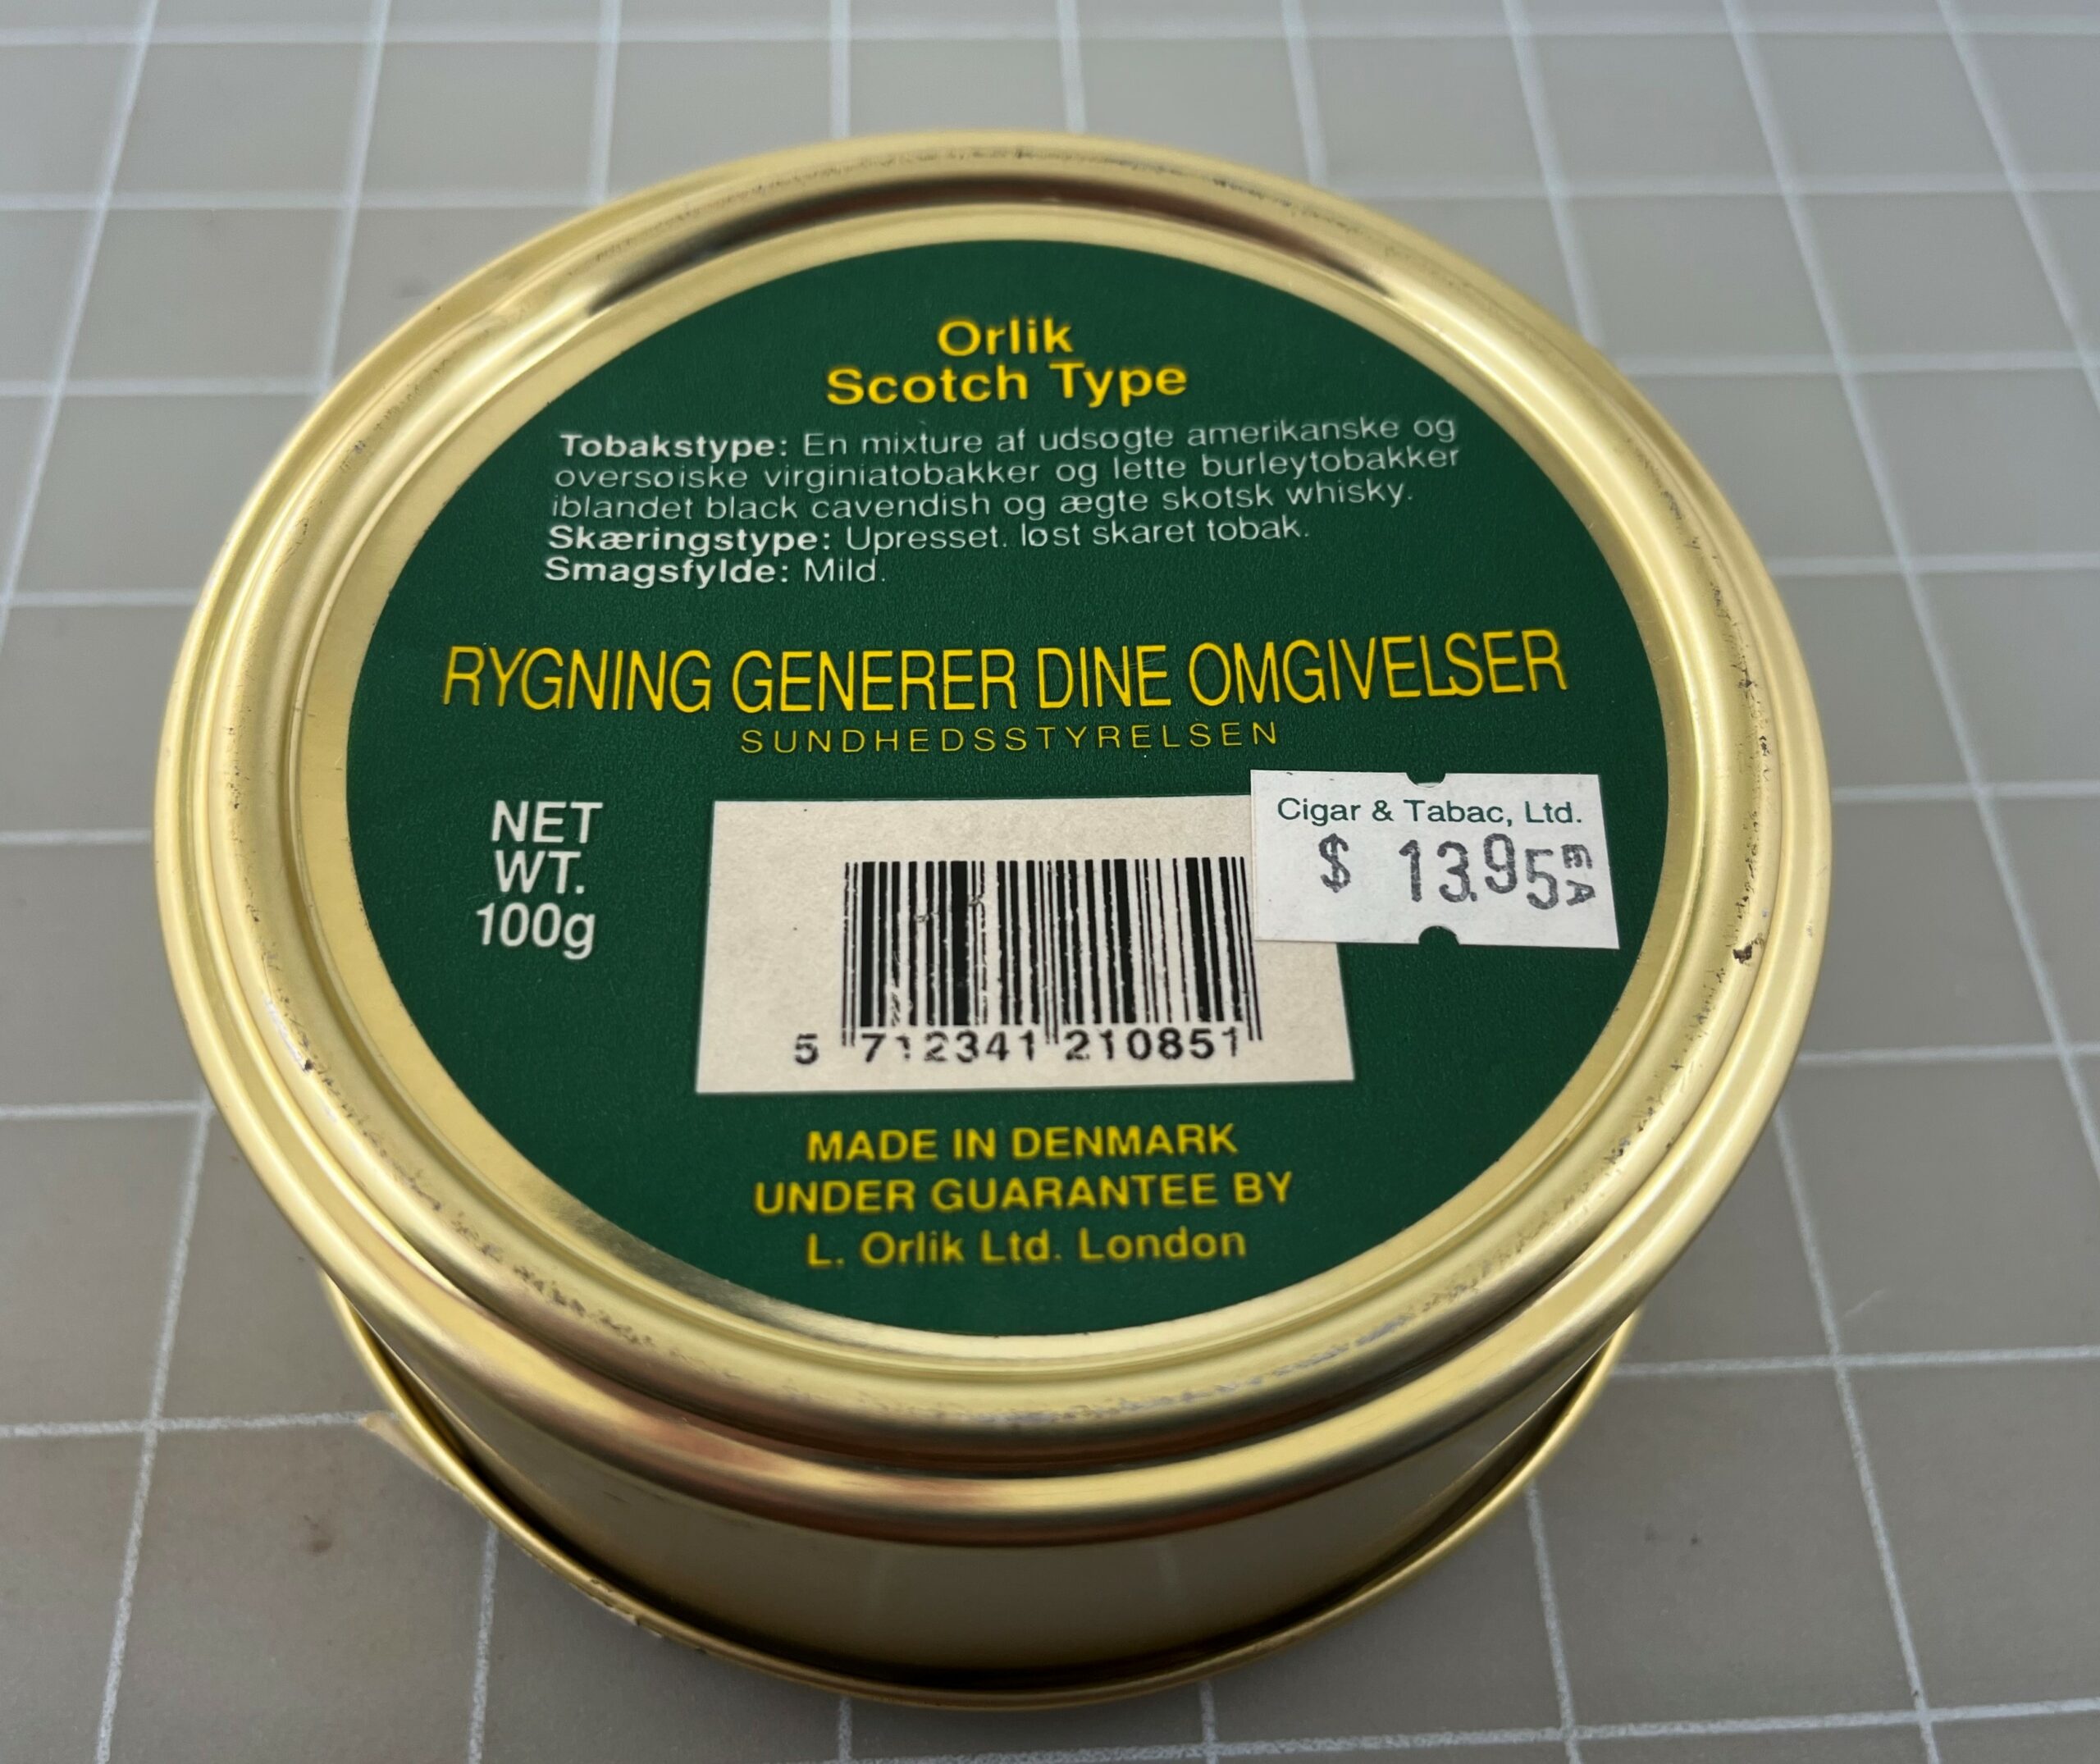 Orlik
Scotch Type
Tobakstype: En mixture af udsøgte amerikanske og
oversøiske virginiatobakker og lette burleytobakker
iblandet black cavendish og ægte skotsk whisky.
Skæringstype: Upresset. løst skaret tobak.
Smagsfylde: Mild.
RYGNING GENERER DINE OMGIVELSER
SUNDHEDSSTYRELSEN
NET
WT.
100g
Cigar & Tabac, Ltd.
$ 13.95 EA
5 712341 210851
MADE IN DENMARK
UNDER GUARANTEE BY
L. Orlik Ltd. London